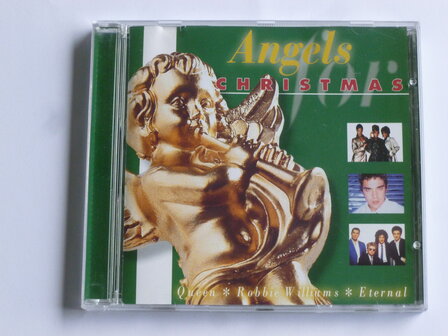 Angels
for
CHRISTMAS
Queen * Robbie Williams * Eternal